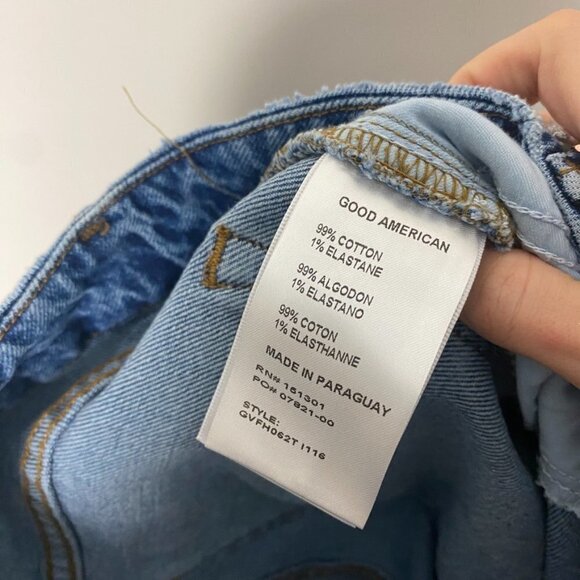 GOOD AMERICAN
99% COTTON
1% ELASTANE
99% ALGODON
1% ELASTANO
99% COTON
1% ELASTHANNE
MADE IN PARAGUAY
RN# 151301
PO# 07821-00
STYLE:
GVFH062T I116